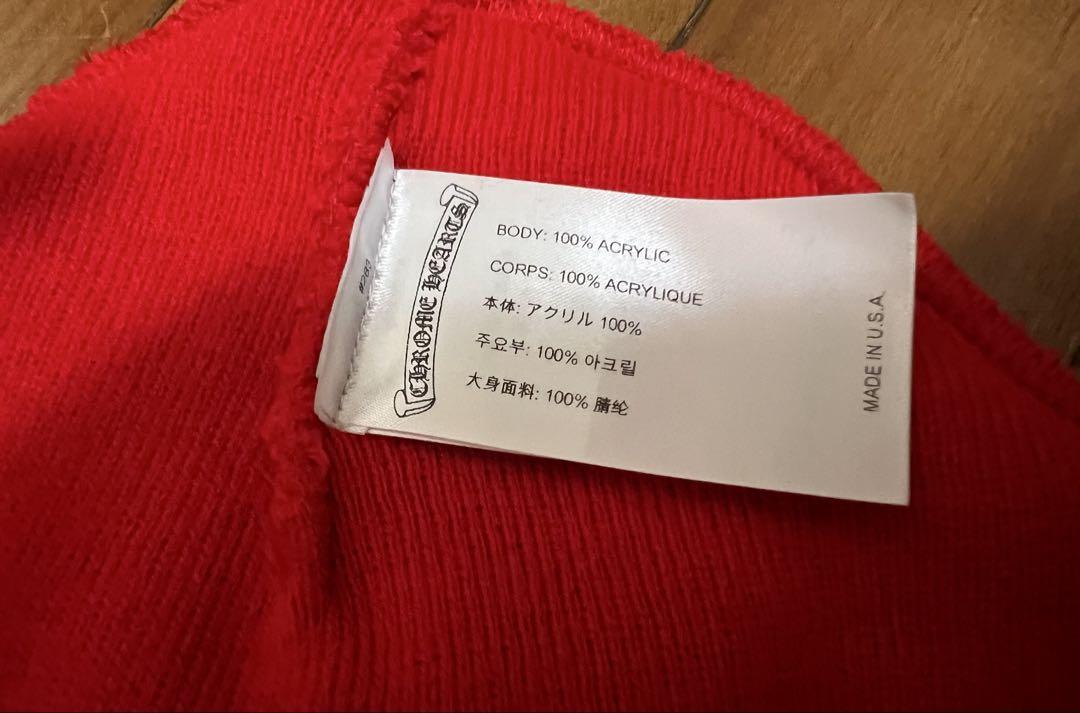 CHROME HEARTS
BODY: 100% ACRYLIC
CORPS: 100% ACRYLIQUE
本体: アクリル 100%
주요부: 100% 아크릴
大身面料: 100% 腈纶
MADE IN U.S.A.